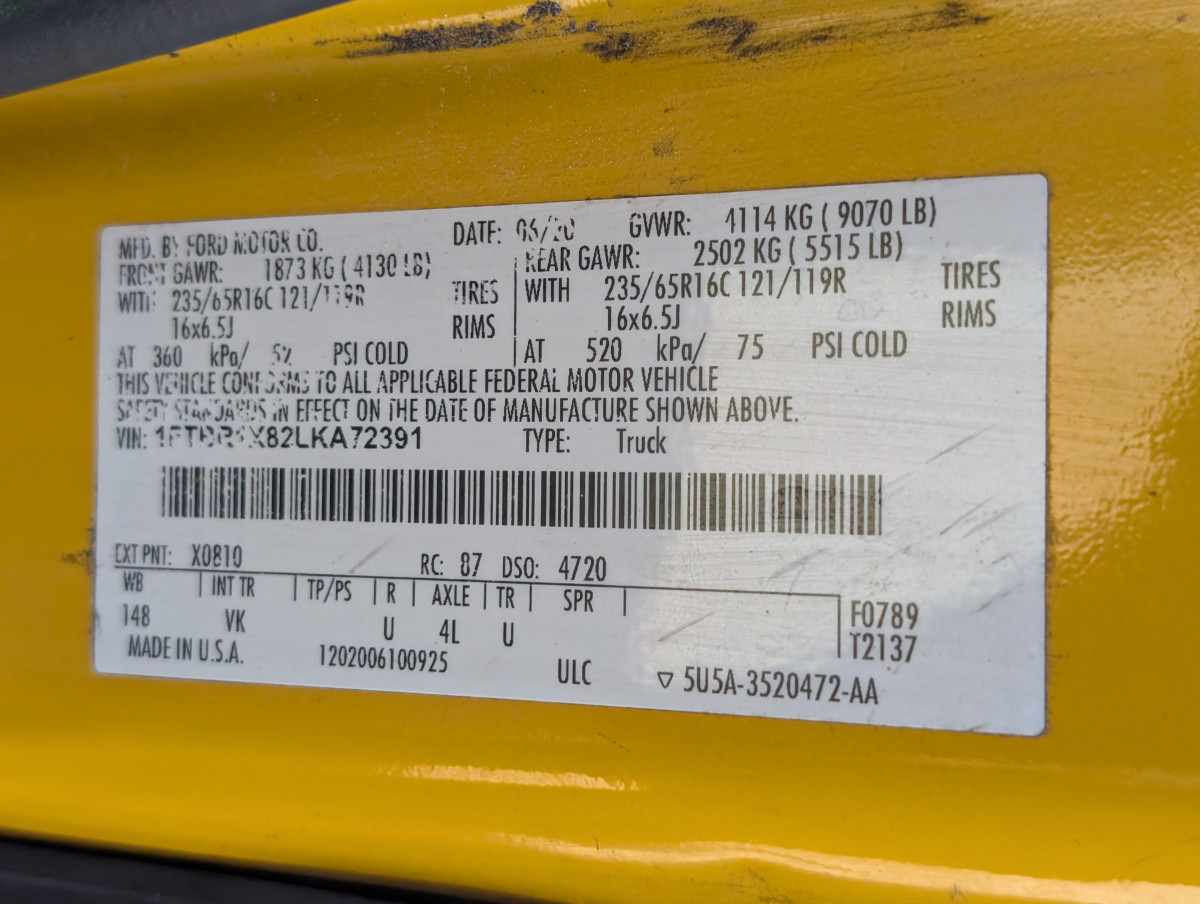 MFD. BY FORD MOTOR CO. DATE: 06/20 GVWR: 4114 KG ( 9070 LB)
FRONT GAWR: 1873 KG ( 4130 LB) REAR GAWR: 2502 KG ( 5515 LB)
WITH 235/65R16C 121/119R TIRES WITH 235/65R16C 121/119R TIRES
16x6.5J RIMS 16x6.5J RIMS
AT 360 kPa/ 52 PSI COLD AT 520 kPa/ 75 PSI COLD
THIS VEHICLE CONFORMS TO ALL APPLICABLE FEDERAL MOTOR VEHICLE
SAFETY STANDARDS IN EFFECT ON THE DATE OF MANUFACTURE SHOWN ABOVE.
VIN: 1FTBR1X82LKA72391 TYPE: Truck
EXT PNT: X0810 RC: 87 DSO: 4720
WB INT TR TP/PS R AXLE TR SPR F0789
148 VK U 4L U T2137
MADE IN U.S.A. 1202006100925 ULC ▽ 5U5A-3520472-AA